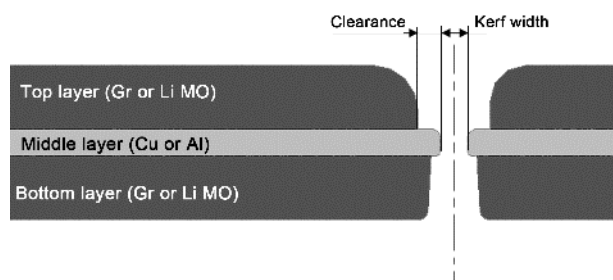 Clearance Kerf width
Top layer (Gr or Li MO)
Middle layer (Cu or Al)
Bottom layer (Gr or Li MO)